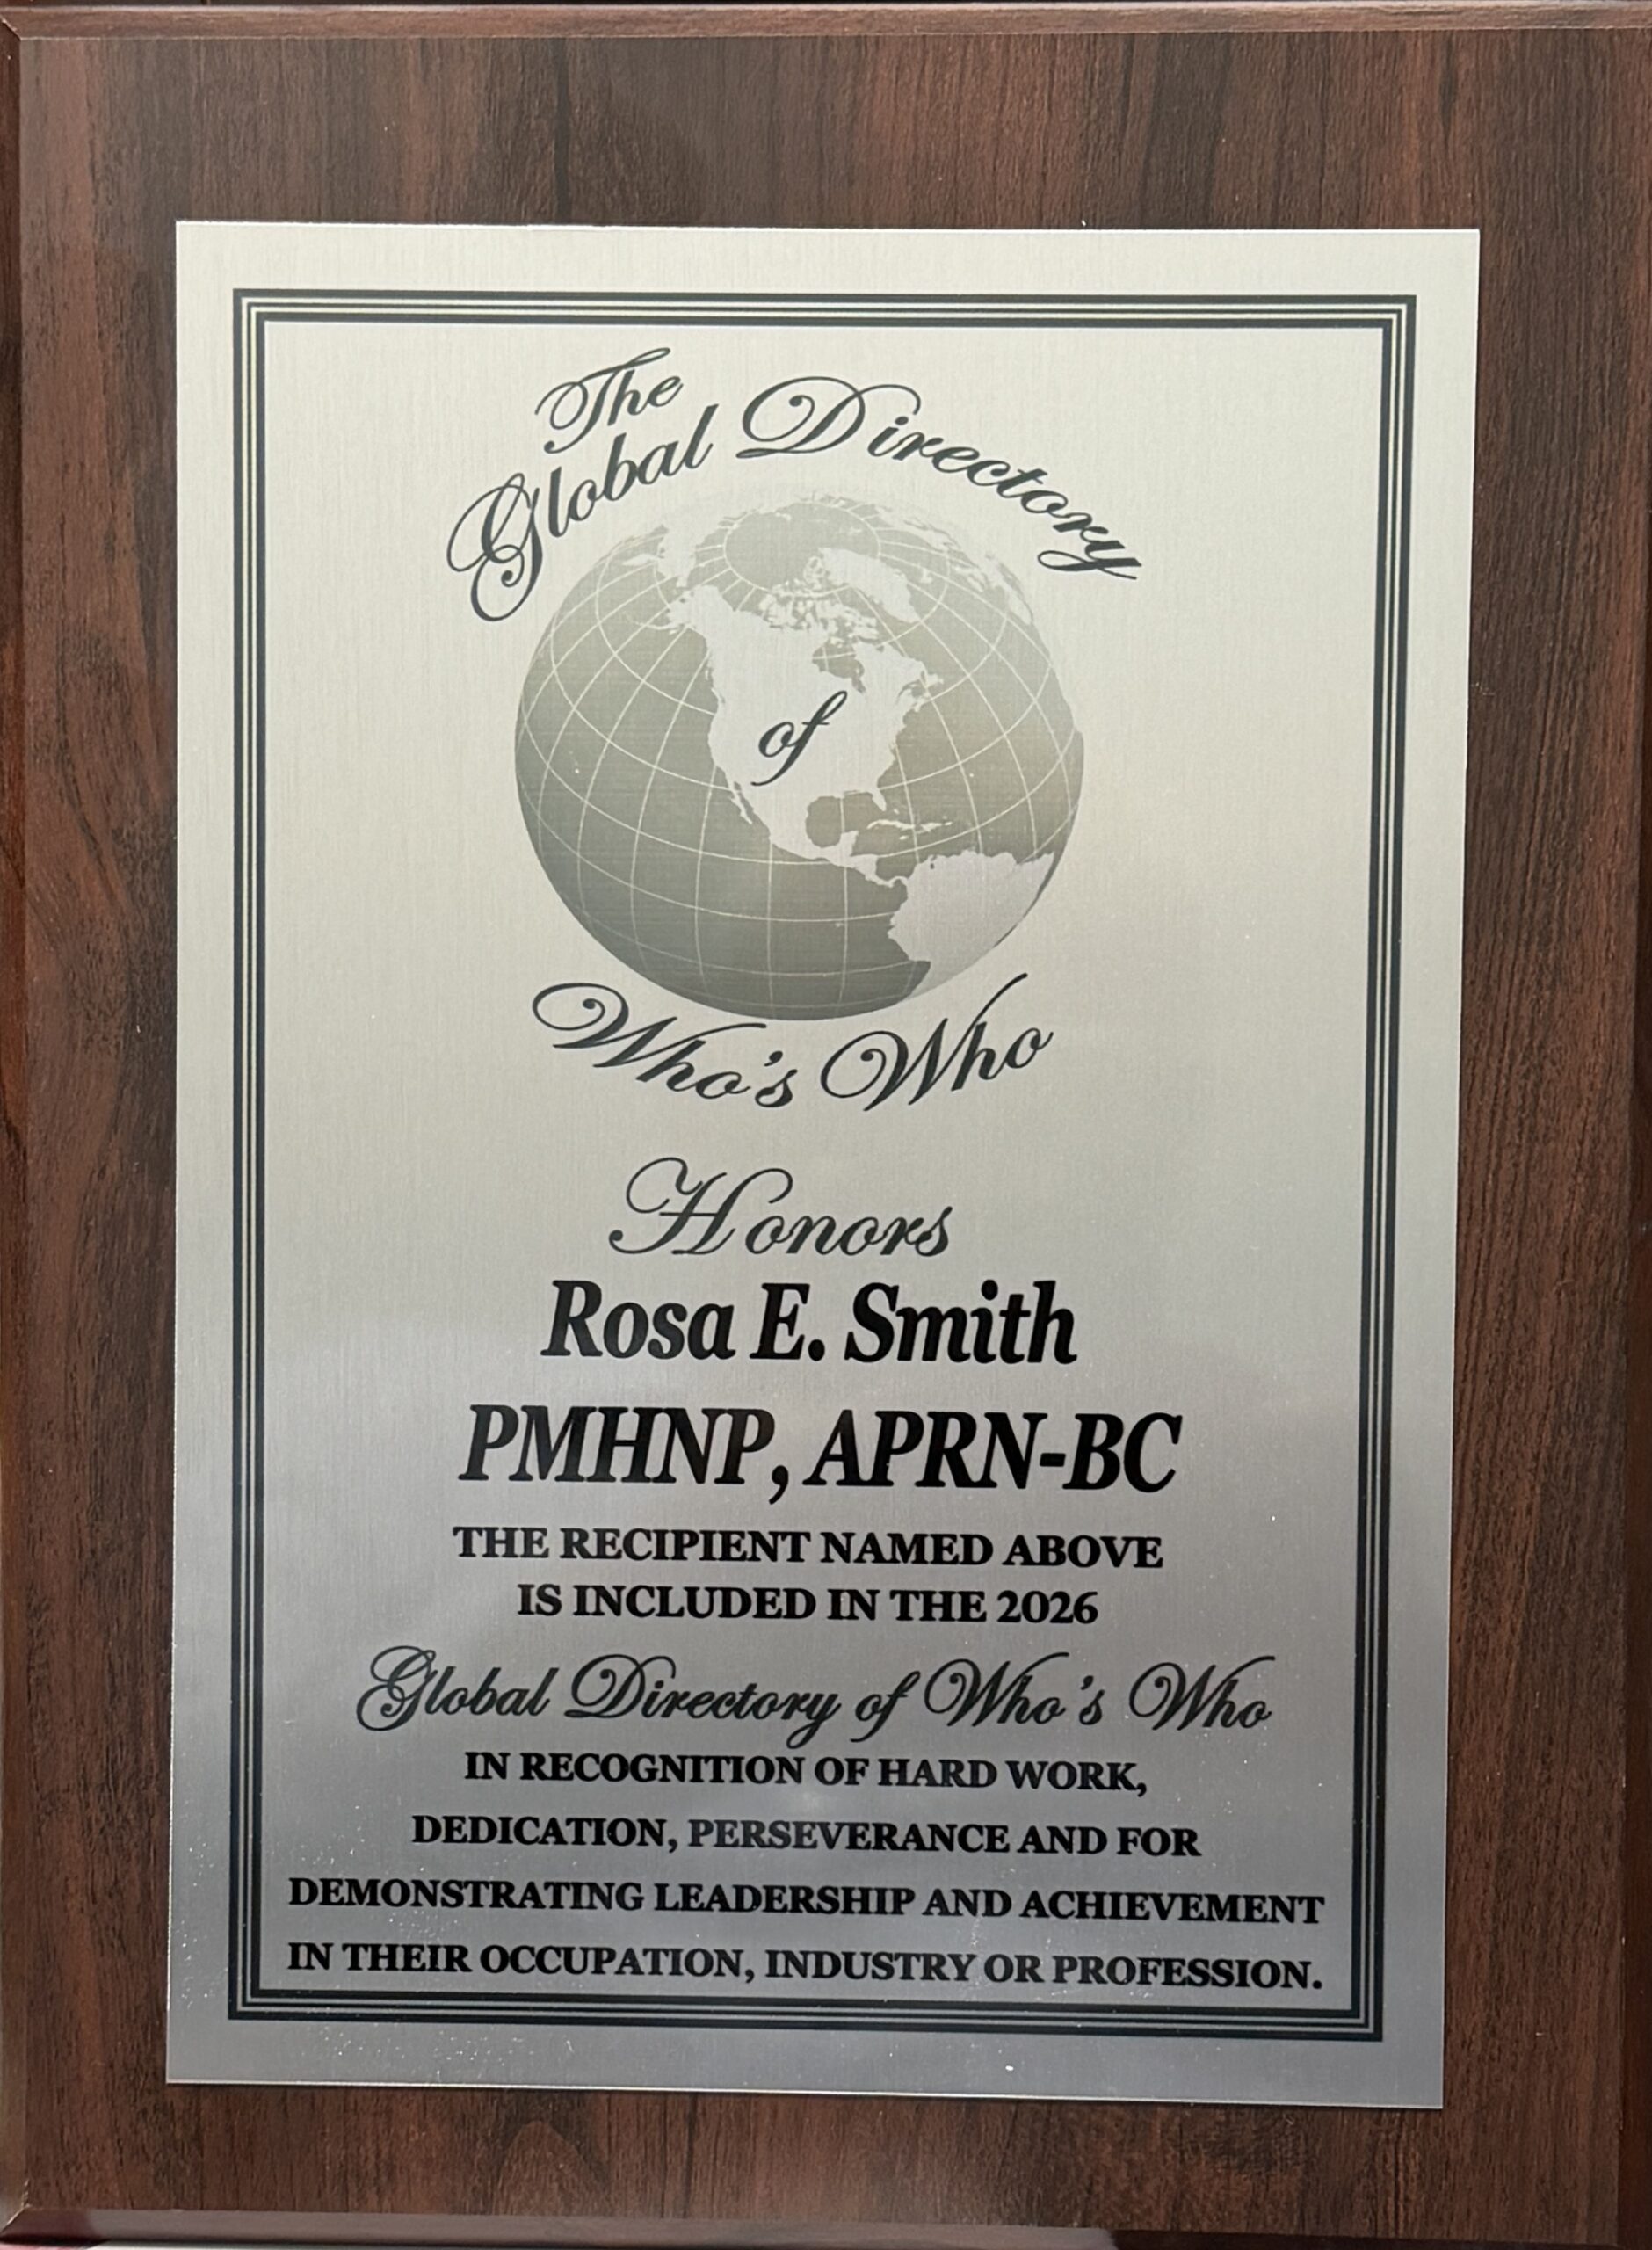 The
Global Directory
of
Who's Who
Honors
Rosa E. Smith
PMHNP, APRN-BC
THE RECIPIENT NAMED ABOVE
IS INCLUDED IN THE 2026
Global Directory of Who's Who
IN RECOGNITION OF HARD WORK,
DEDICATION, PERSEVERANCE AND FOR
DEMONSTRATING LEADERSHIP AND ACHIEVEMENT
IN THEIR OCCUPATION, INDUSTRY OR PROFESSION.